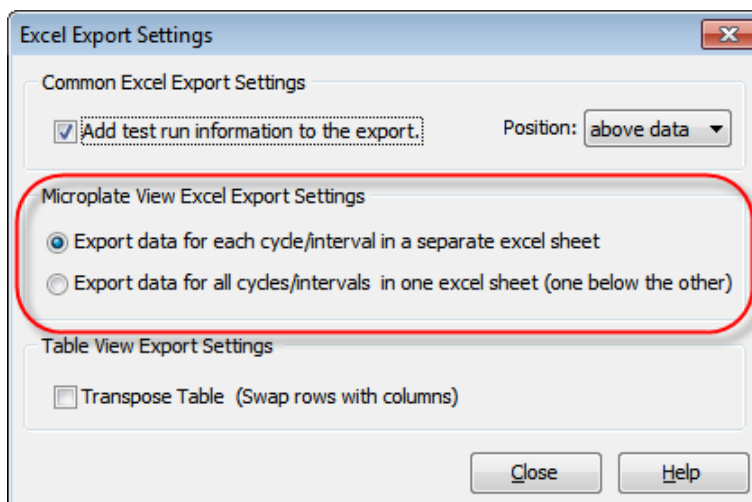 Excel Export Settings
Common Excel Export Settings
Add test run information to the export.
Position: above data
Microplate View Excel Export Settings
Export data for each cycle/interval in a separate excel sheet
Export data for all cycles/intervals in one excel sheet (one below the other)
Table View Export Settings
Transpose Table (Swap rows with columns)
Close Help